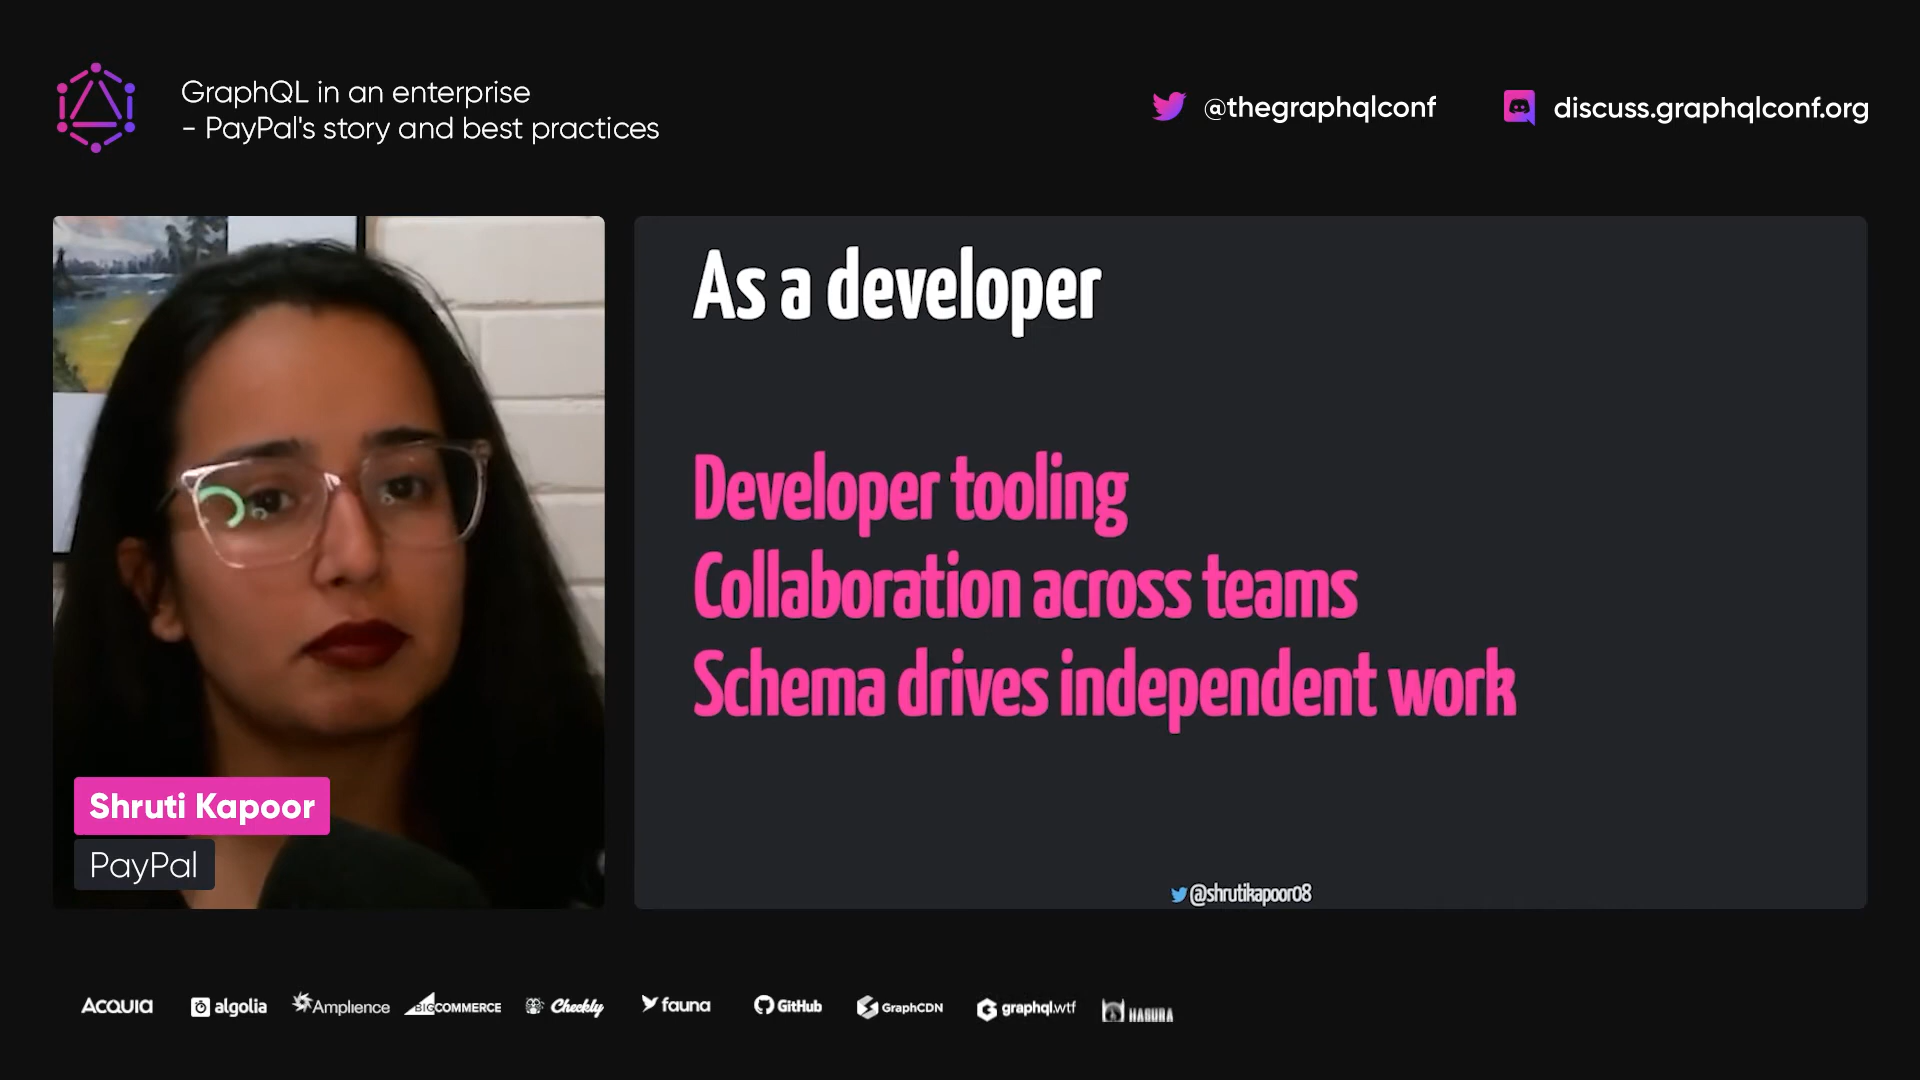 GraphQL in an enterprise
- PayPal's story and best practices
@thegraphqlconf
discuss.graphqlconf.org
As a developer
Developer tooling
Collaboration across teams
Schema drives independent work
@shrutikapoor08
Shruti Kapoor
PayPal
ACQUIA
algolia
Amplience
BIGCOMMERCE
Checkly
fauna
GitHub
GraphCDN
graphql.wtf
HASURA